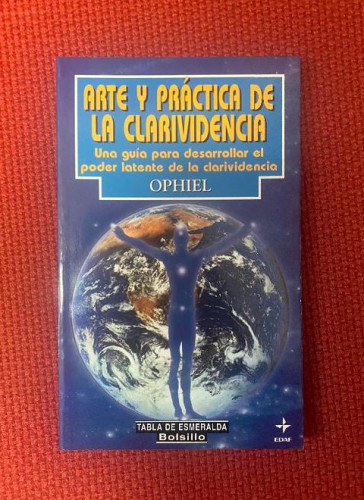 ARTE Y PRÁCTICA DE
LA CLARIVIDENCIA
Una guía para desarrollar el
poder latente de la clarividencia
OPHIEL
TABLA DE ESMERALDA
Bolsillo
EDAF